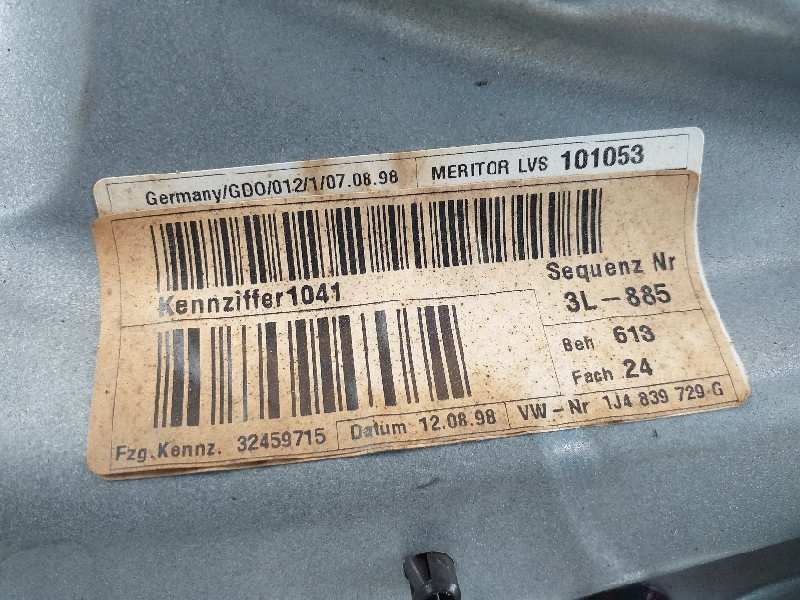 Germany/GDO/012/1/07.08.98 MERITOR LVS 101053
Kennziffer1041
Sequenz Nr
3L-885
Beh 613
Fach 24
Fzg.Kennz. 32459715 Datum 12.08.98 VW-Nr 1J4 839 729 G